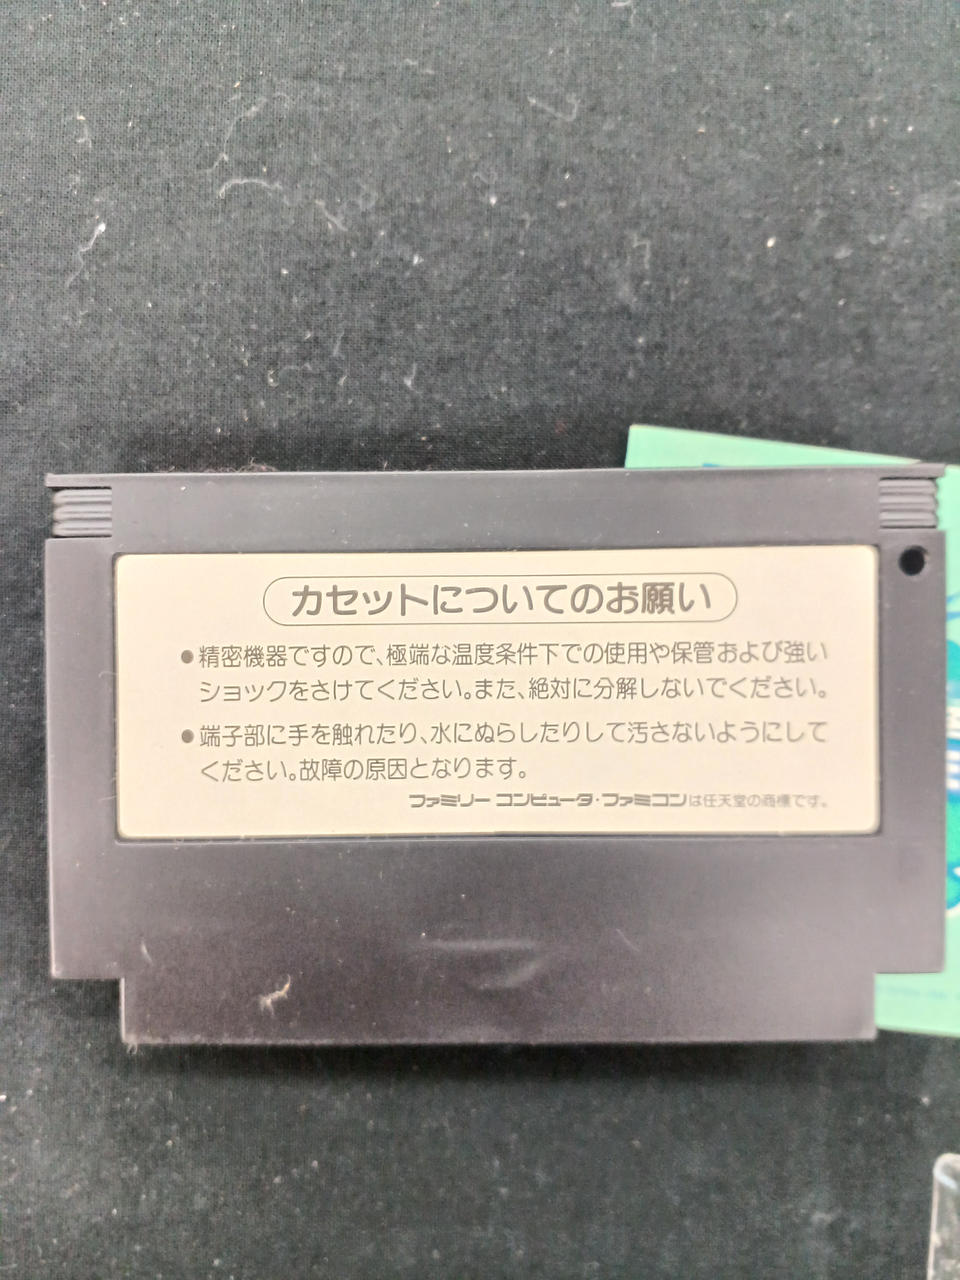 カセットについてのお願い
●精密機器ですので、極端な温度条件下での使用や保管および強い
ショックをさけてください。また、絶対に分解しないでください。
●端子部に手を触れたり、水にぬらしたりして汚さないようにして
ください。故障の原因となります。
ファミリー コンピュータ・ファミコンは任天堂の商標です。